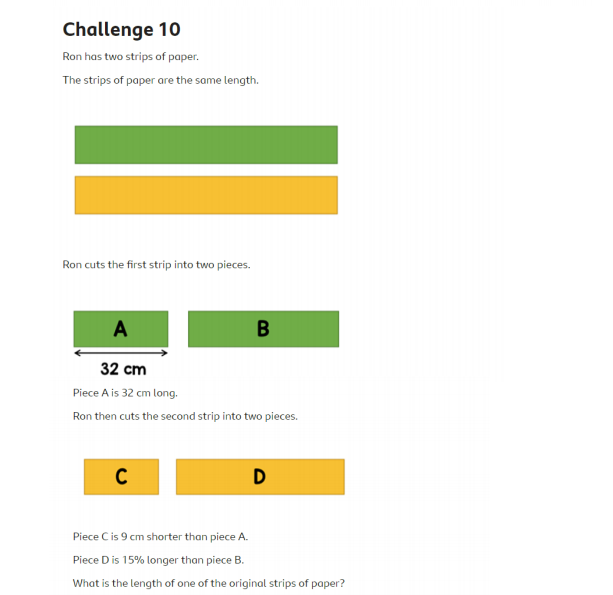 Challenge 10
Ron has two strips of paper.
The strips of paper are the same length.
Ron cuts the first strip into two pieces.
A B
32 cm
Piece A is 32 cm long.
Ron then cuts the second strip into two pieces.
C D
Piece C is 9 cm shorter than piece A.
Piece D is 15% longer than piece B.
What is the length of one of the original strips of paper?